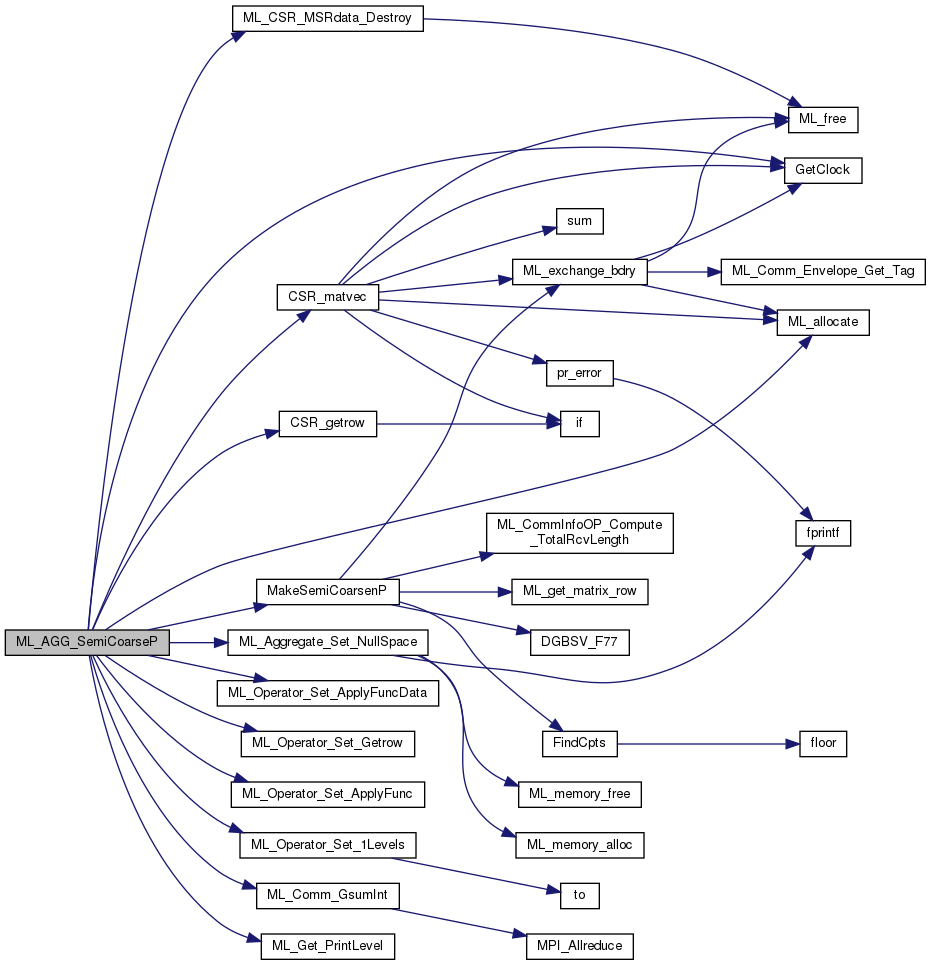 ML_CSR_MSRdata_Destroy
ML_free
GetClock
sum
ML_exchange_bdry
ML_Comm_Envelope_Get_Tag
CSR_matvec
ML_allocate
pr_error
CSR_getrow
if
ML_CommInfoOP_Compute
_TotalRcvLength
fprintf
MakeSemiCoarsenP
ML_get_matrix_row
ML_AGG_SemiCoarseP
ML_Aggregate_Set_NullSpace
DGBSV_F77
ML_Operator_Set_ApplyFuncData
ML_Operator_Set_Getrow
FindCpts
floor
ML_Operator_Set_ApplyFunc
ML_memory_free
ML_Operator_Set_1Levels
ML_memory_alloc
ML_Comm_GsumInt
to
ML_Get_PrintLevel
MPI_Allreduce